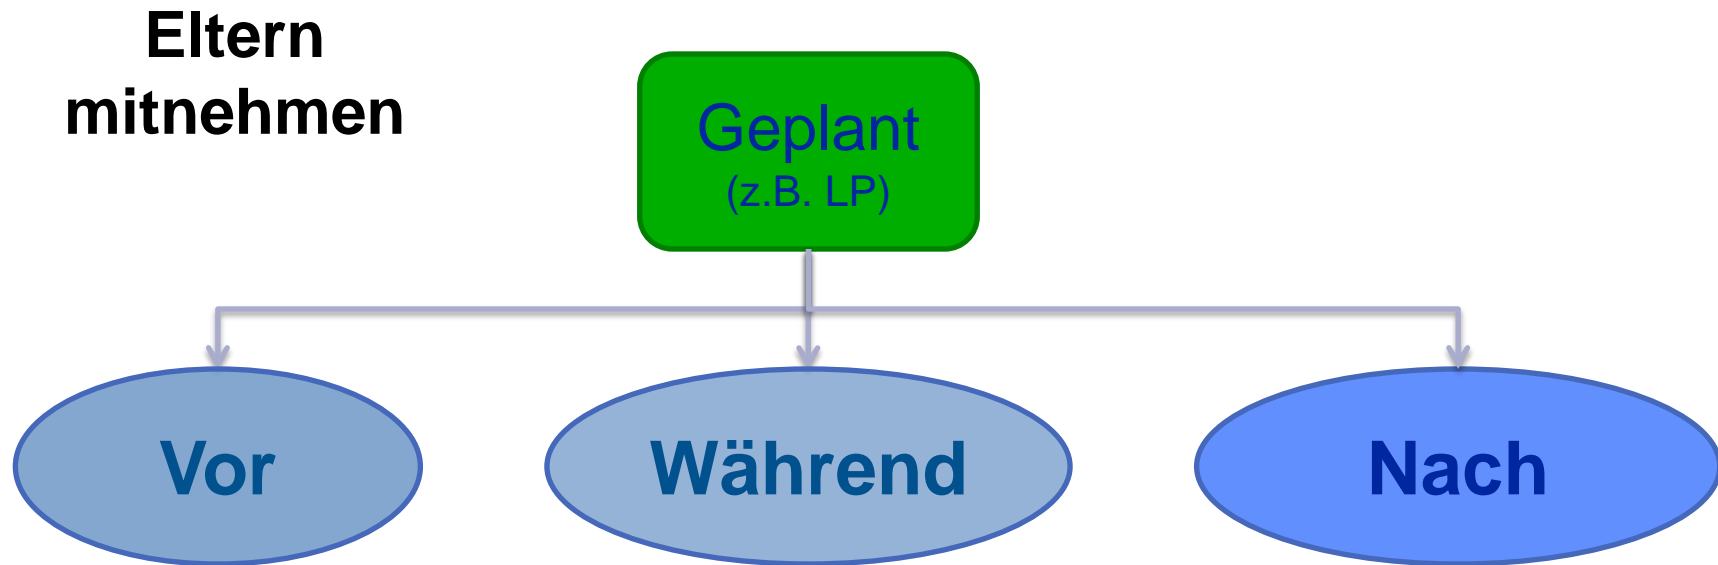 Eltern
mitnehmen
Geplant
(z.B. LP)
Vor
Während
Nach